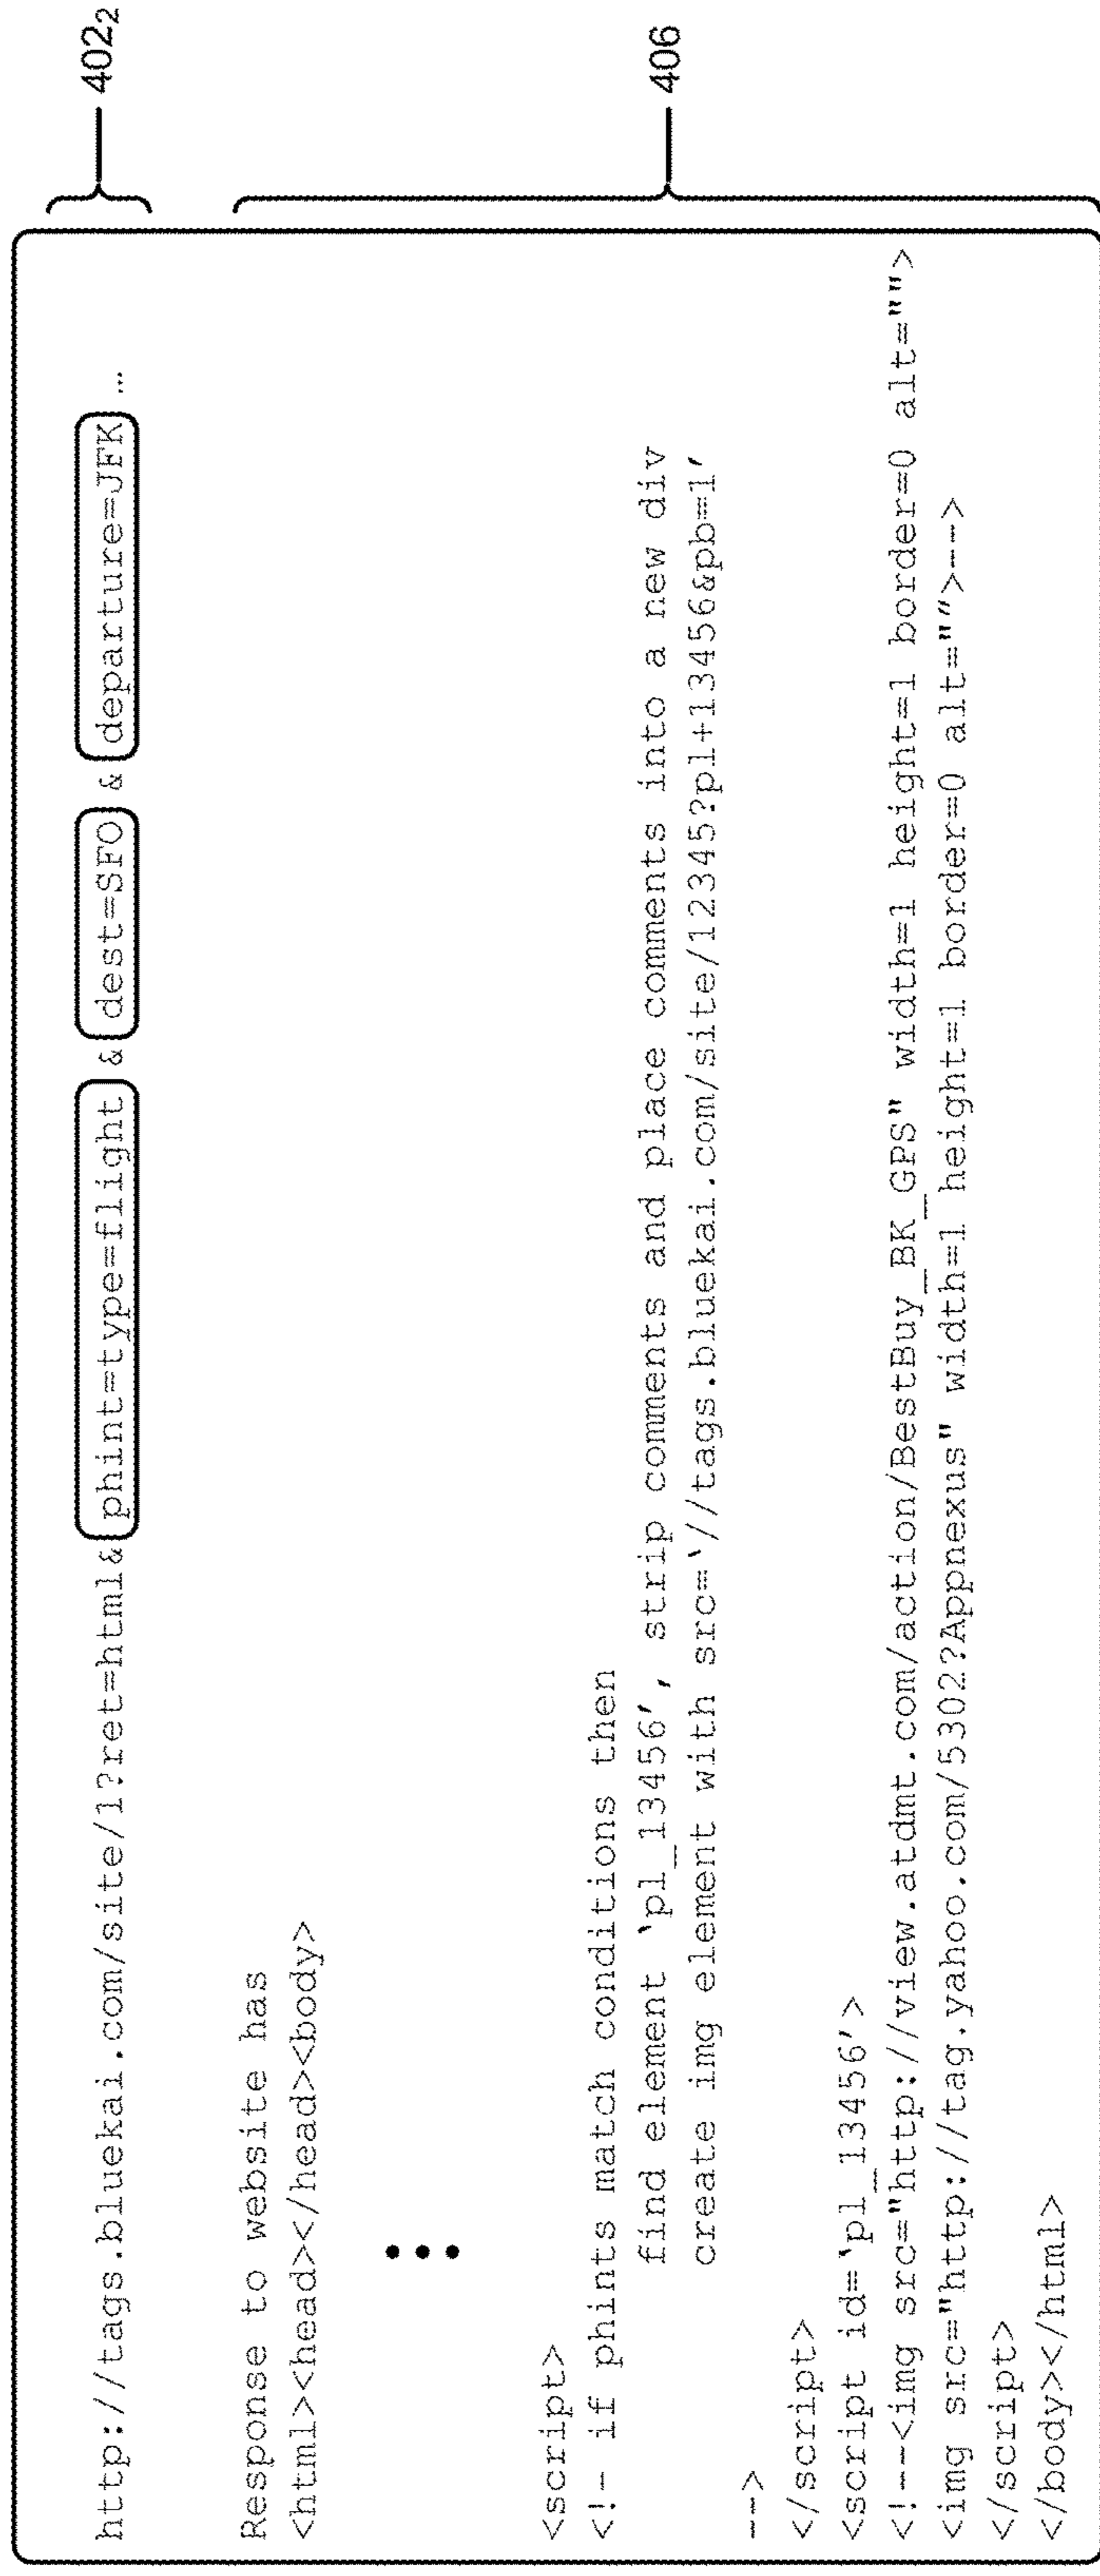 http://tags.bluekai.com/site/1?ret=html& phint=type=flight & dest=SFO & departure=JFK ...
402₂
Response to website has
<html><head></head><body>
<script>
<!- if phints match conditions then
find element ‵pl_13456′, strip comments and place comments into a new div
create img element with src=‵//tags.bluekai.com/site/12345?pl+13456&pb=1′
-->
</script>
<script id=‵pl_13456′>
<!---<img src="http://view.atdmt.com/action/BestBuy_BK_GPS" width=1 height=1 border=0 alt="">
<img src="http://tag.yahoo.com/5302?Appnexus" width=1 height=1 border=0 alt="">--->
</script>
</body></html>
406